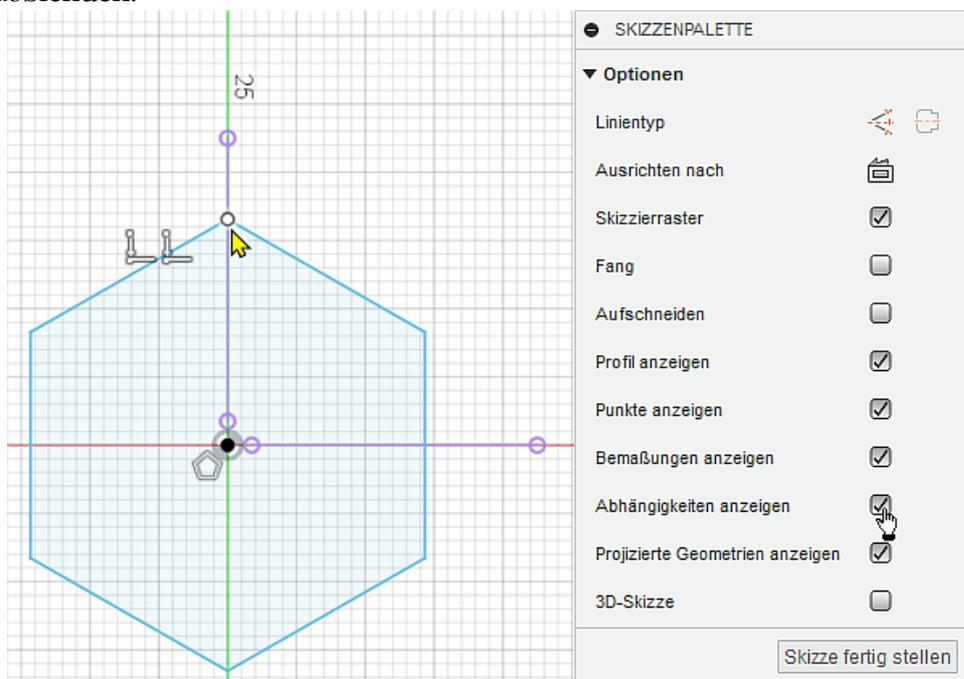 ausblenden.
25
SKIZZENPALETTE
Optionen
Linientyp
Ausrichten nach
Skizzierraster
Fang
Aufschneiden
Profil anzeigen
Punkte anzeigen
Bemaßungen anzeigen
Abhängigkeiten anzeigen
Projizierte Geometrien anzeigen
3D-Skizze
Skizze fertig stellen